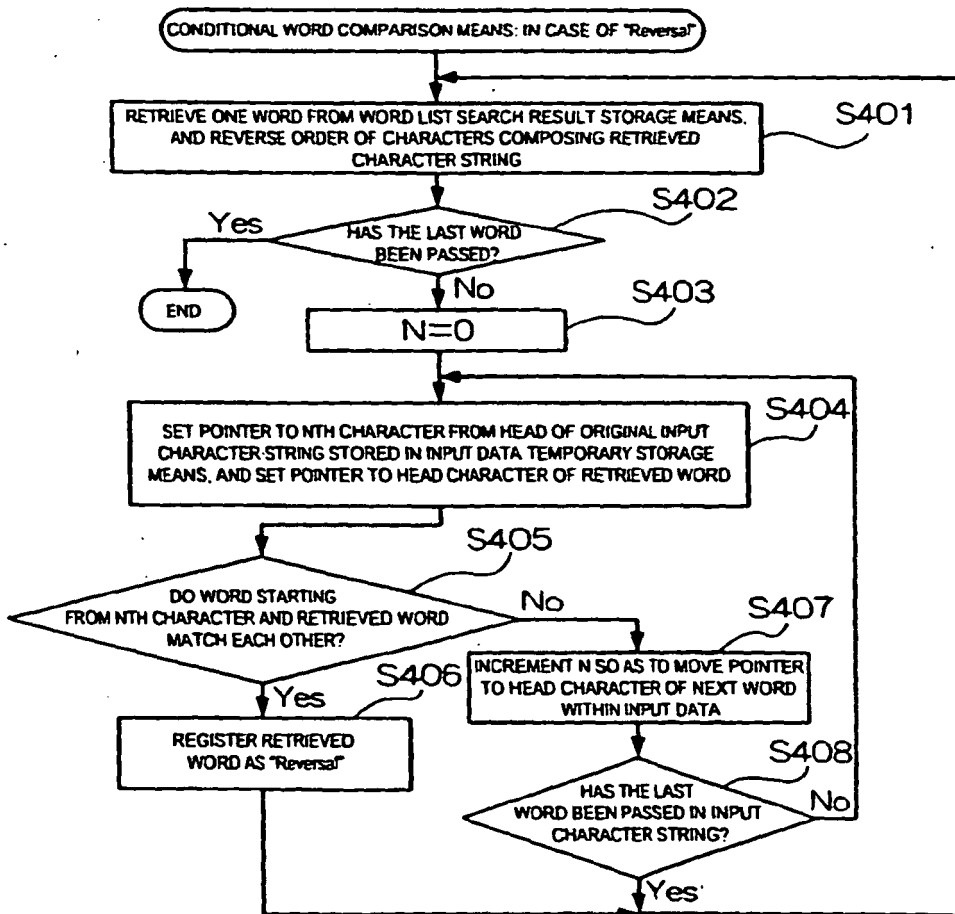 CONDITIONAL WORD COMPARISON MEANS: IN CASE OF "Reversal"
RETRIEVE ONE WORD FROM WORD LIST SEARCH RESULT STORAGE MEANS,
AND REVERSE ORDER OF CHARACTERS COMPOSING RETRIEVED
CHARACTER STRING
S401
S402
Yes
HAS THE LAST WORD
BEEN PASSED?
No
END
S403
N=0
S404
SET POINTER TO NTH CHARACTER FROM HEAD OF ORIGINAL INPUT
CHARACTER STRING STORED IN INPUT DATA TEMPORARY STORAGE
MEANS, AND SET POINTER TO HEAD CHARACTER OF RETRIEVED WORD
S405
DO WORD STARTING
FROM NTH CHARACTER AND RETRIEVED WORD
MATCH EACH OTHER?
No
S407
INCREMENT N SO AS TO MOVE POINTER
TO HEAD CHARACTER OF NEXT WORD
WITHIN INPUT DATA
Yes
S406
REGISTER RETRIEVED
WORD AS "Reversal"
S408
HAS THE LAST
WORD BEEN PASSED IN INPUT
CHARACTER STRING?
No
Yes